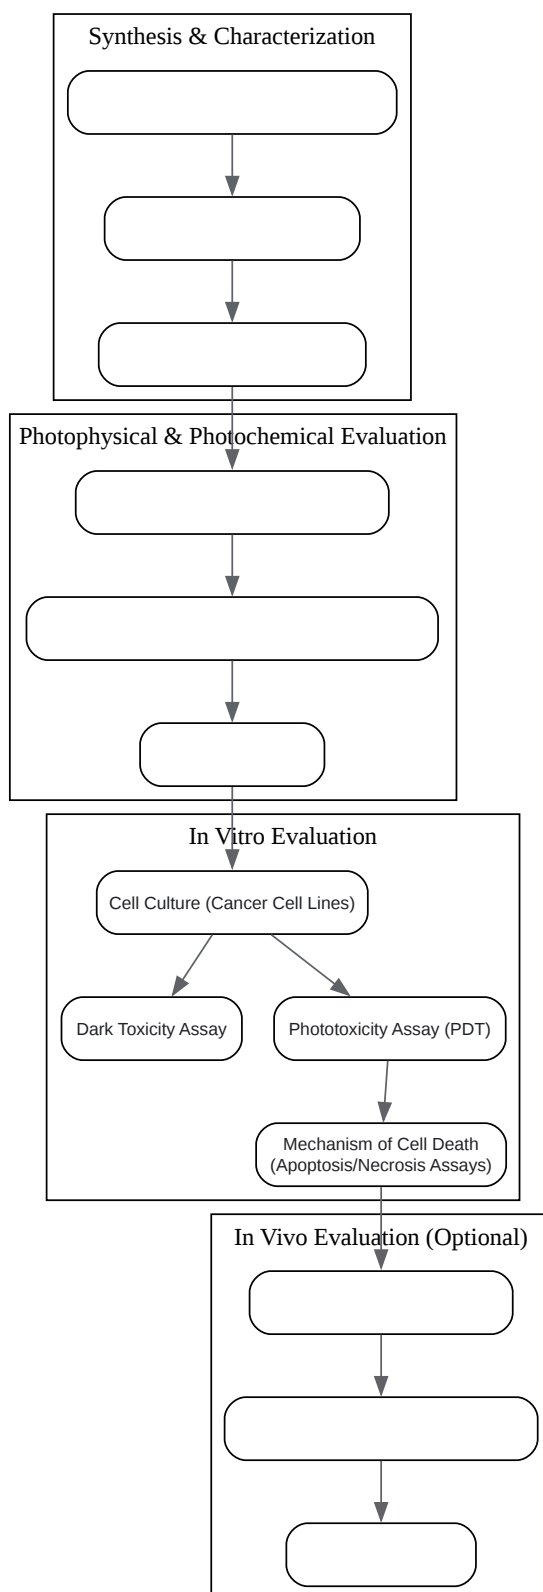 Synthesis & Characterization
Photophysical & Photochemical Evaluation
In Vitro Evaluation
Cell Culture (Cancer Cell Lines)
Dark Toxicity Assay
Phototoxicity Assay (PDT)
Mechanism of Cell Death
(Apoptosis/Necrosis Assays)
In Vivo Evaluation (Optional)